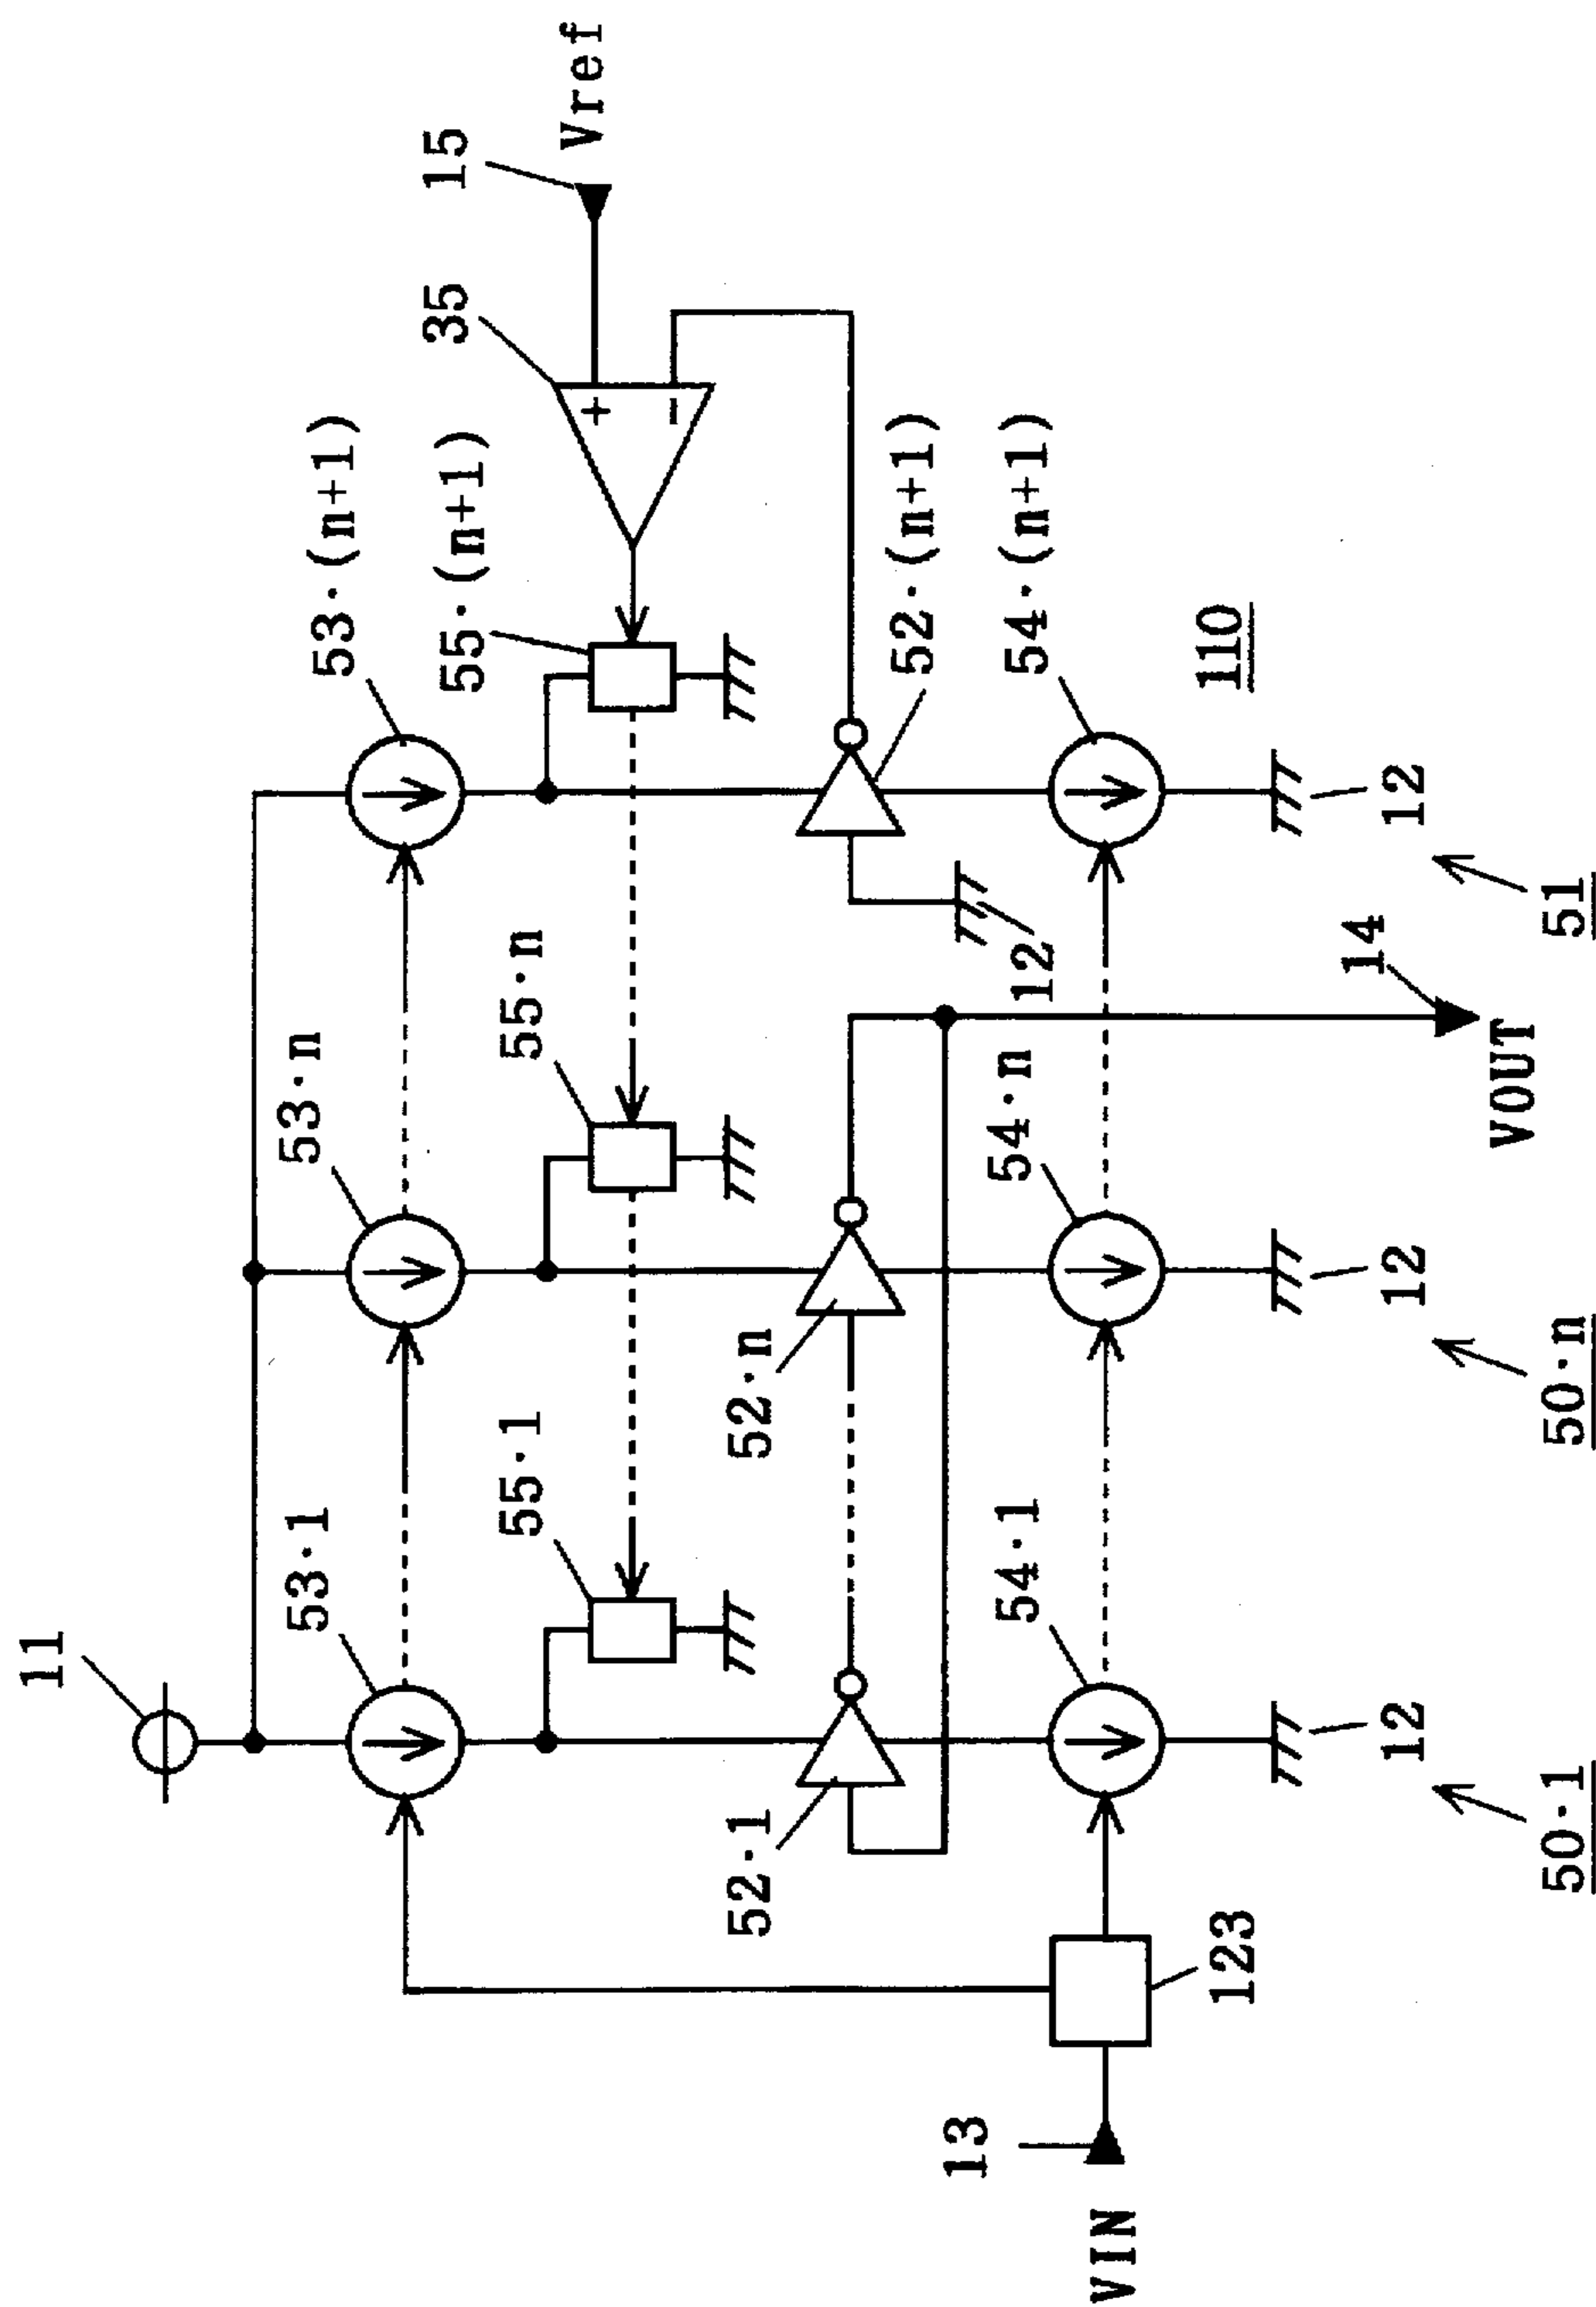 11
53·1
53·n
53·(n+1)
55·1
55·n
55·(n+1)
35
15
Vref
52·1
52·n
52·(n+1)
12
54·1
54·n
54·(n+1)
110
13
VIN
123
12
12
12
14
VOUT
50·1
50·n
51
+
−